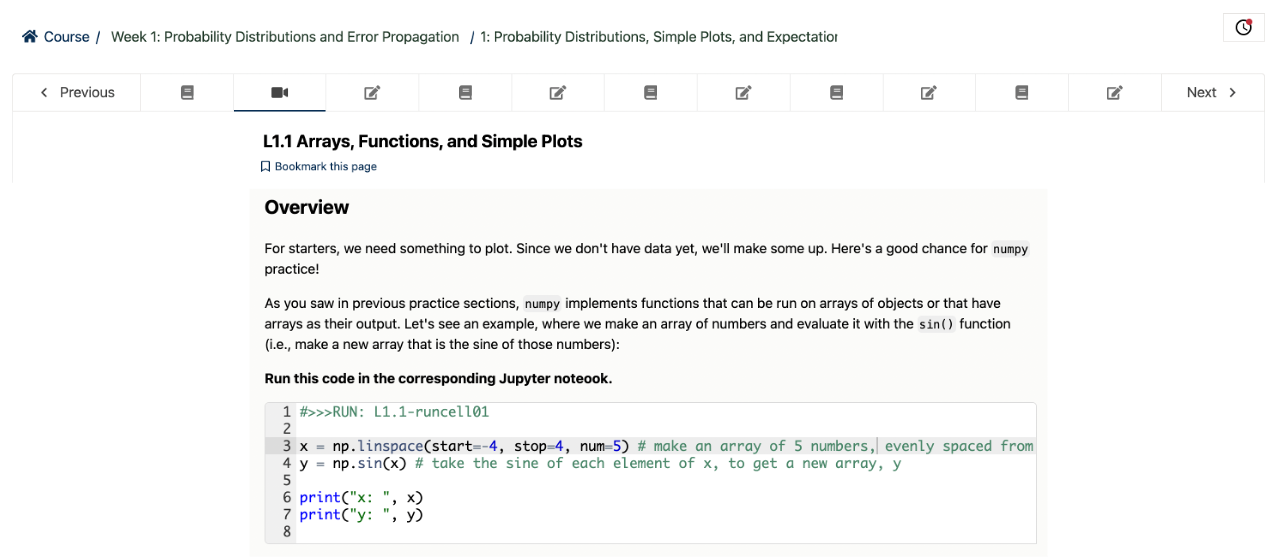 Course / Week 1: Probability Distributions and Error Propagation / 1: Probability Distributions, Simple Plots, and Expectation
Previous
Next
L1.1 Arrays, Functions, and Simple Plots
Bookmark this page
Overview
For starters, we need something to plot. Since we don't have data yet, we'll make some up. Here's a good chance for numpy
practice!
As you saw in previous practice sections, numpy implements functions that can be run on arrays of objects or that have
arrays as their output. Let's see an example, where we make an array of numbers and evaluate it with the sin() function
(i.e., make a new array that is the sine of those numbers):
Run this code in the corresponding Jupyter noteook.
1 #>>>RUN: L1.1-runcell01
2
3 x = np.linspace(start=-4, stop=4, num=5) # make an array of 5 numbers, evenly spaced from
4 y = np.sin(x) # take the sine of each element of x, to get a new array, y
5
6 print("x: ", x)
7 print("y: ", y)
8